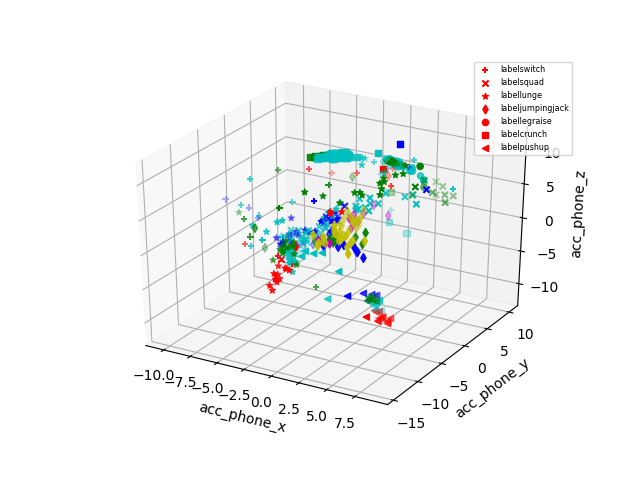 labelswitch
labelsquad
labellunge
labeljumpingjack
labellegraise
labelcrunch
labelpushup
10
5
0
−5
−10
acc_phone_z
−10.0
−7.5
−5.0
−2.5
0.0
2.5
5.0
7.5
acc_phone_x
−15
−10
−5
0
5
10
acc_phone_y